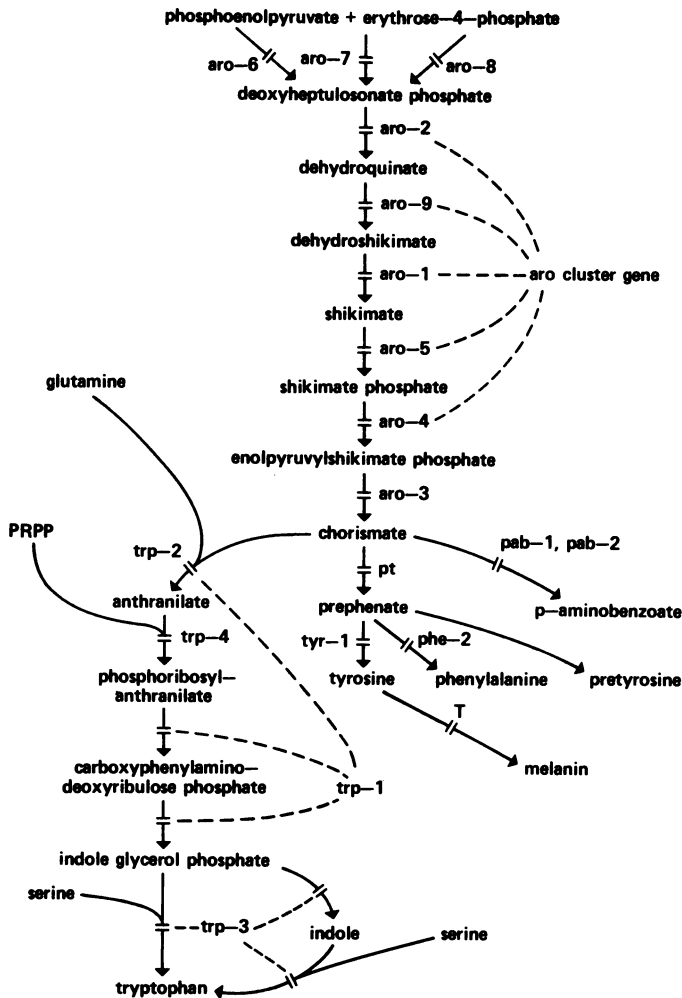 phosphoenolpyruvate + erythrose–4–phosphate
aro–6
aro–7
aro–8
deoxyheptulosonate phosphate
aro–2
dehydroquinate
aro–9
dehydroshikimate
aro–1
aro cluster gene
shikimate
aro–5
glutamine
shikimate phosphate
aro–4
enolpyruvylshikimate phosphate
aro–3
PRPP
chorismate
trp–2
pab–1, pab–2
pt
anthranilate
prephenate
p–aminobenzoate
trp–4
tyr–1
phe–2
phosphoribosyl–
anthranilate
tyrosine
phenylalanine
pretyrosine
T
carboxyphenylamino–
deoxyribulose phosphate
trp–1
melanin
indole glycerol phosphate
serine
trp–3
indole
serine
tryptophan